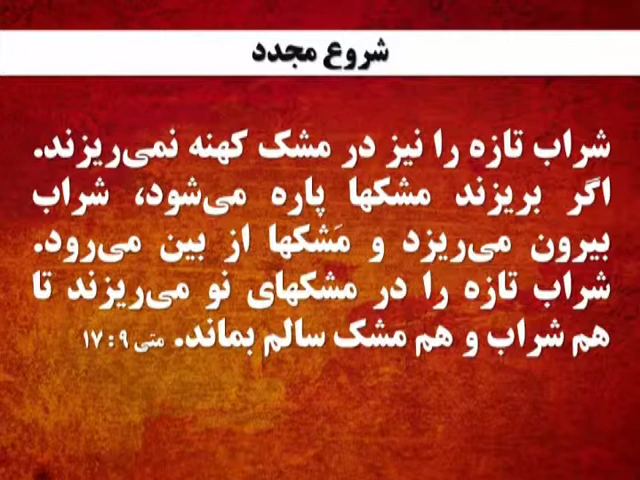 شروع مجدد
شراب تازه را نیز در مشک کهنه نمی‌ریزند.
اگر بریزند مشکها پاره می‌شود، شراب
بیرون می‌ریزد و مَشکها از بین می‌رود.
شراب تازه را در مشکهای نو می‌ریزند تا
هم شراب و هم مشک سالم بماند. متی ۹ : ۱۷